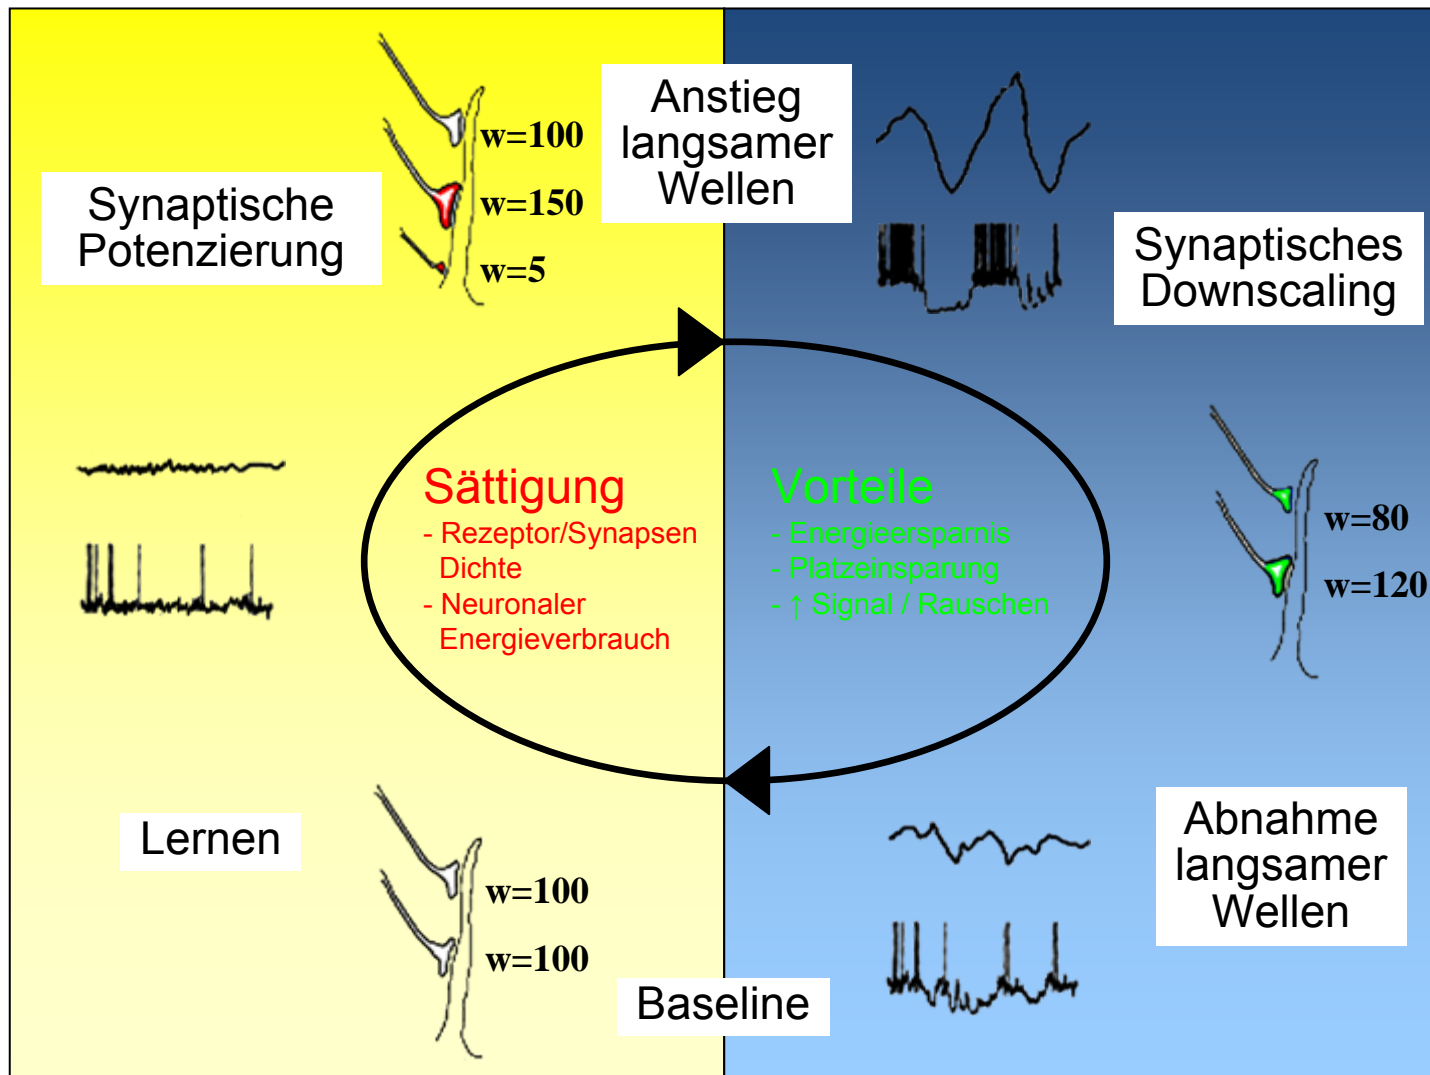 Synaptische
Potenzierung
w=100
w=150
w=5
Anstieg
langsamer
Wellen
Synaptisches
Downscaling
Sättigung
- Rezeptor/Synapsen
Dichte
- Neuronaler
Energieverbrauch
Vorteile
- Energieersparnis
- Platzeinsparung
- ↑ Signal / Rauschen
w=80
w=120
Lernen
w=100
w=100
Baseline
Abnahme
langsamer
Wellen